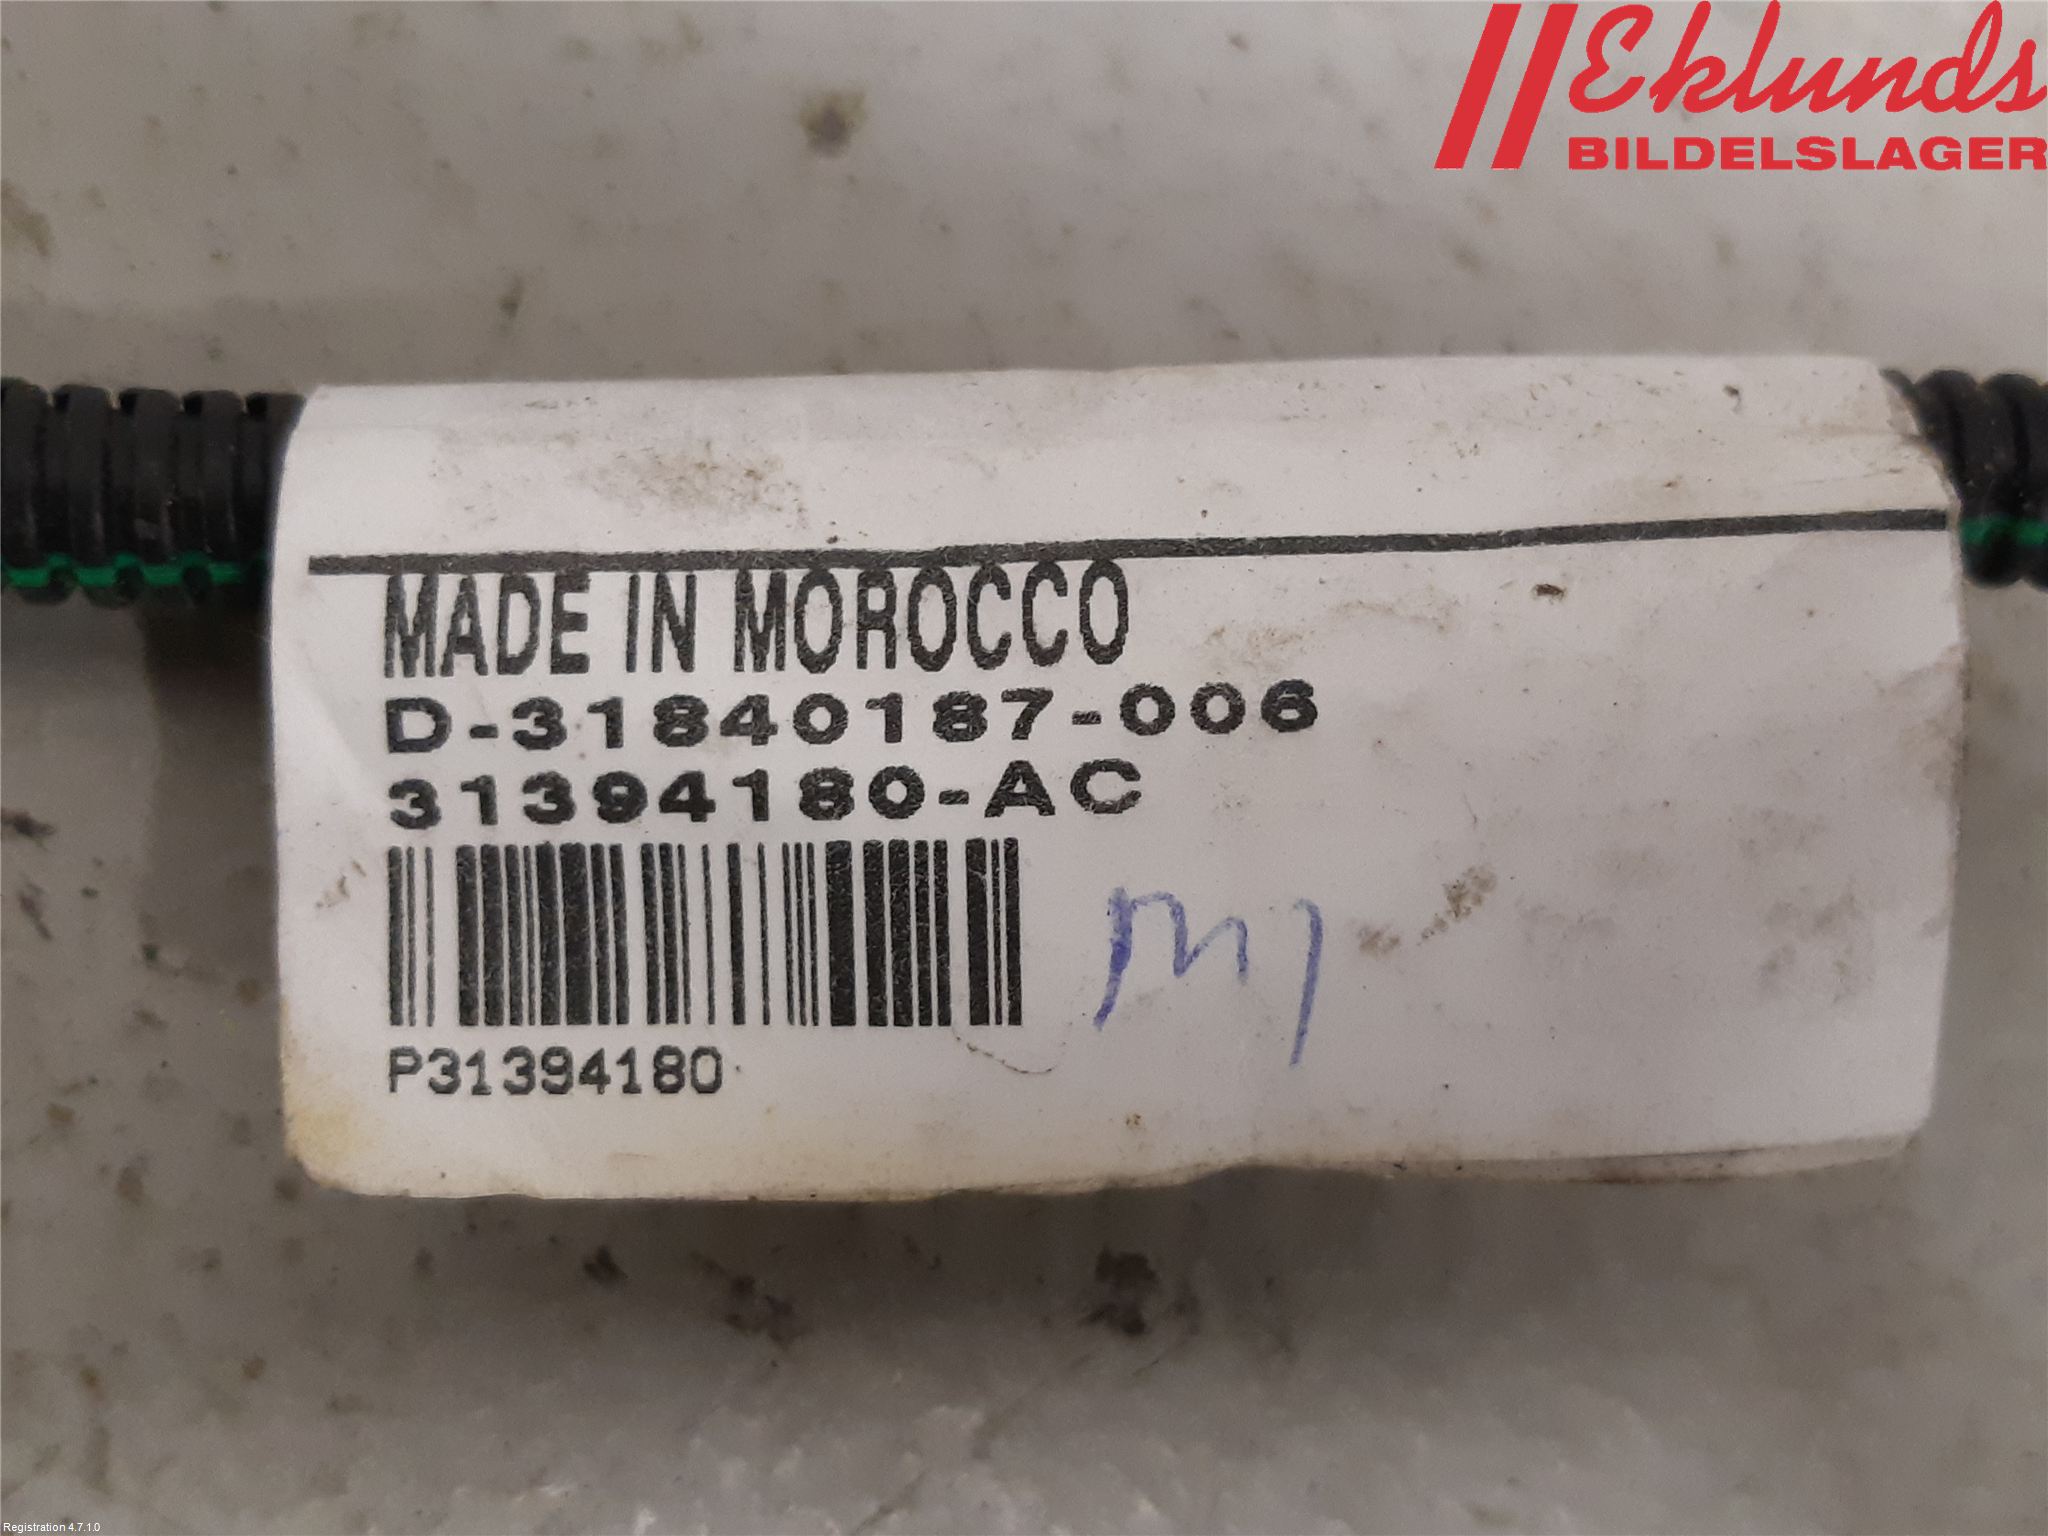 Eklunds
BILDELSLAGER
MADE IN MOROCCO
D-31840187-006
31394180-AC
P31394180
Registration 4.7.1.0